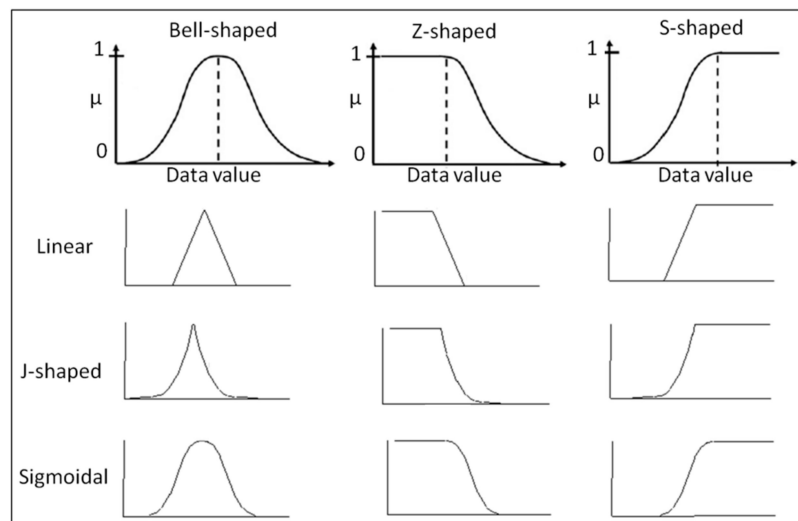 Bell-shaped
Z-shaped
S-shaped
1
μ
0
Data value
1
μ
0
Data value
1
μ
0
Data value
Linear
J-shaped
Sigmoidal